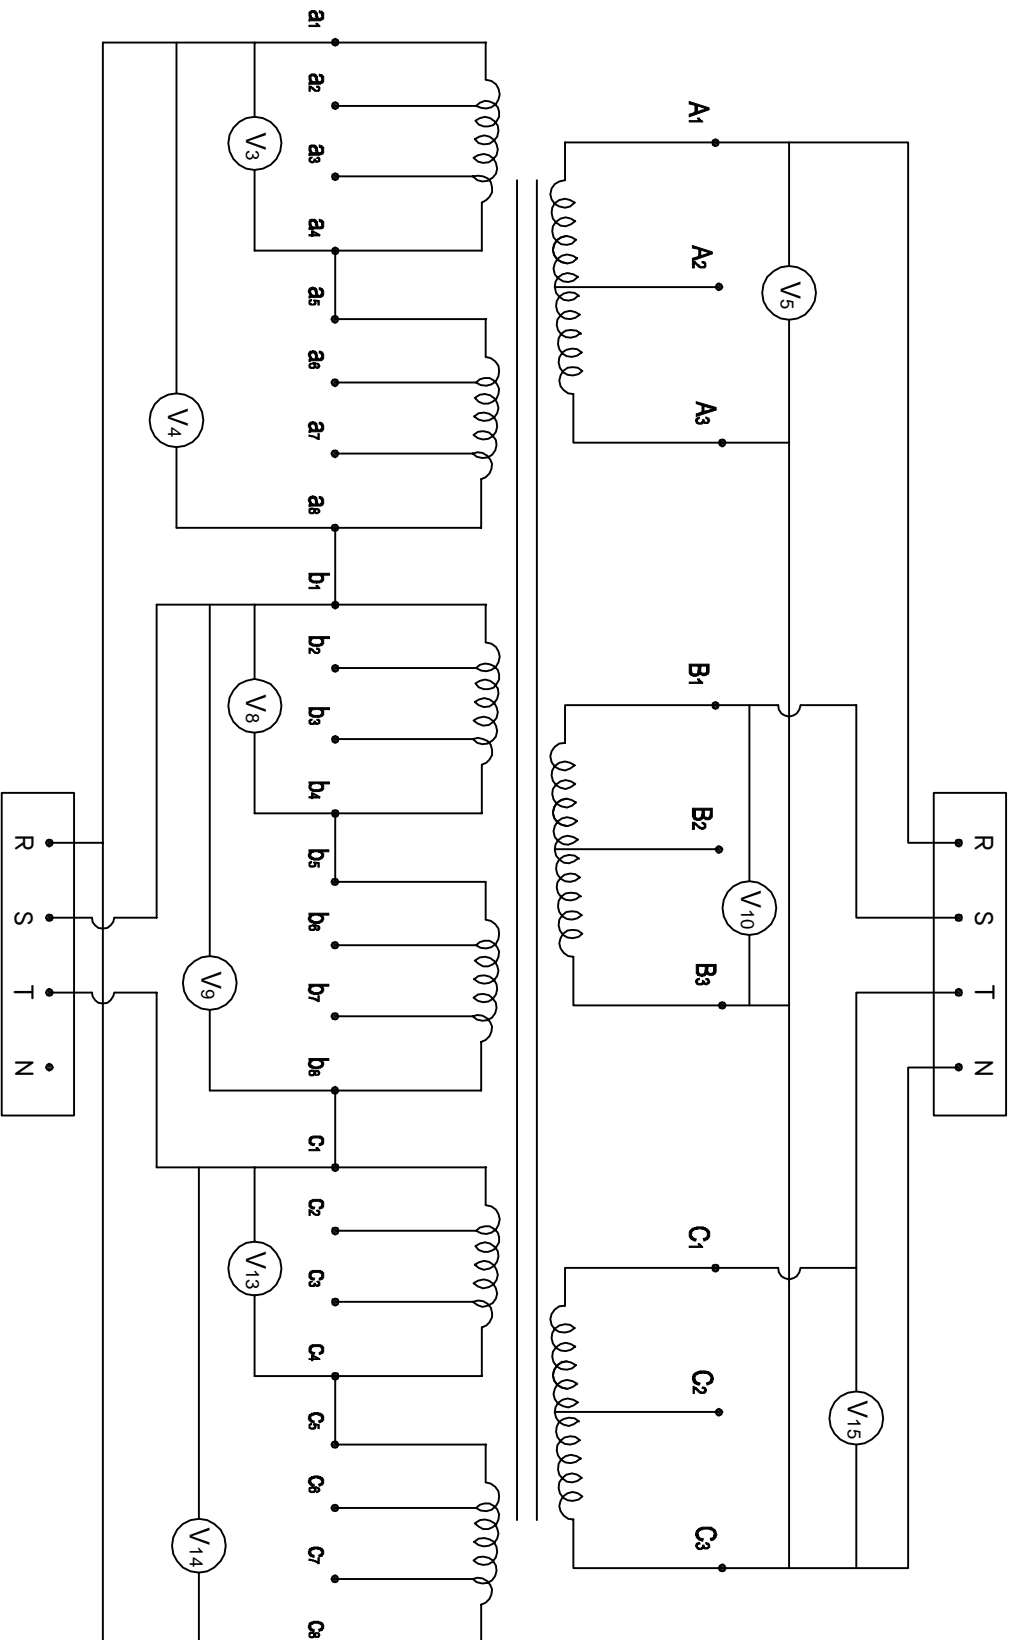 R S T N
A1 A2 A3 B1 B2 B3 C1 C2 C3
V5 V10 V15
a1 a2 a3 a4 a5 a6 a7 a8 b1 b2 b3 b4 b5 b6 b7 b8 c1 c2 c3 c4 c5 c6 c7 c8
V3 V8 V13
V4 V9 V14
R S T N